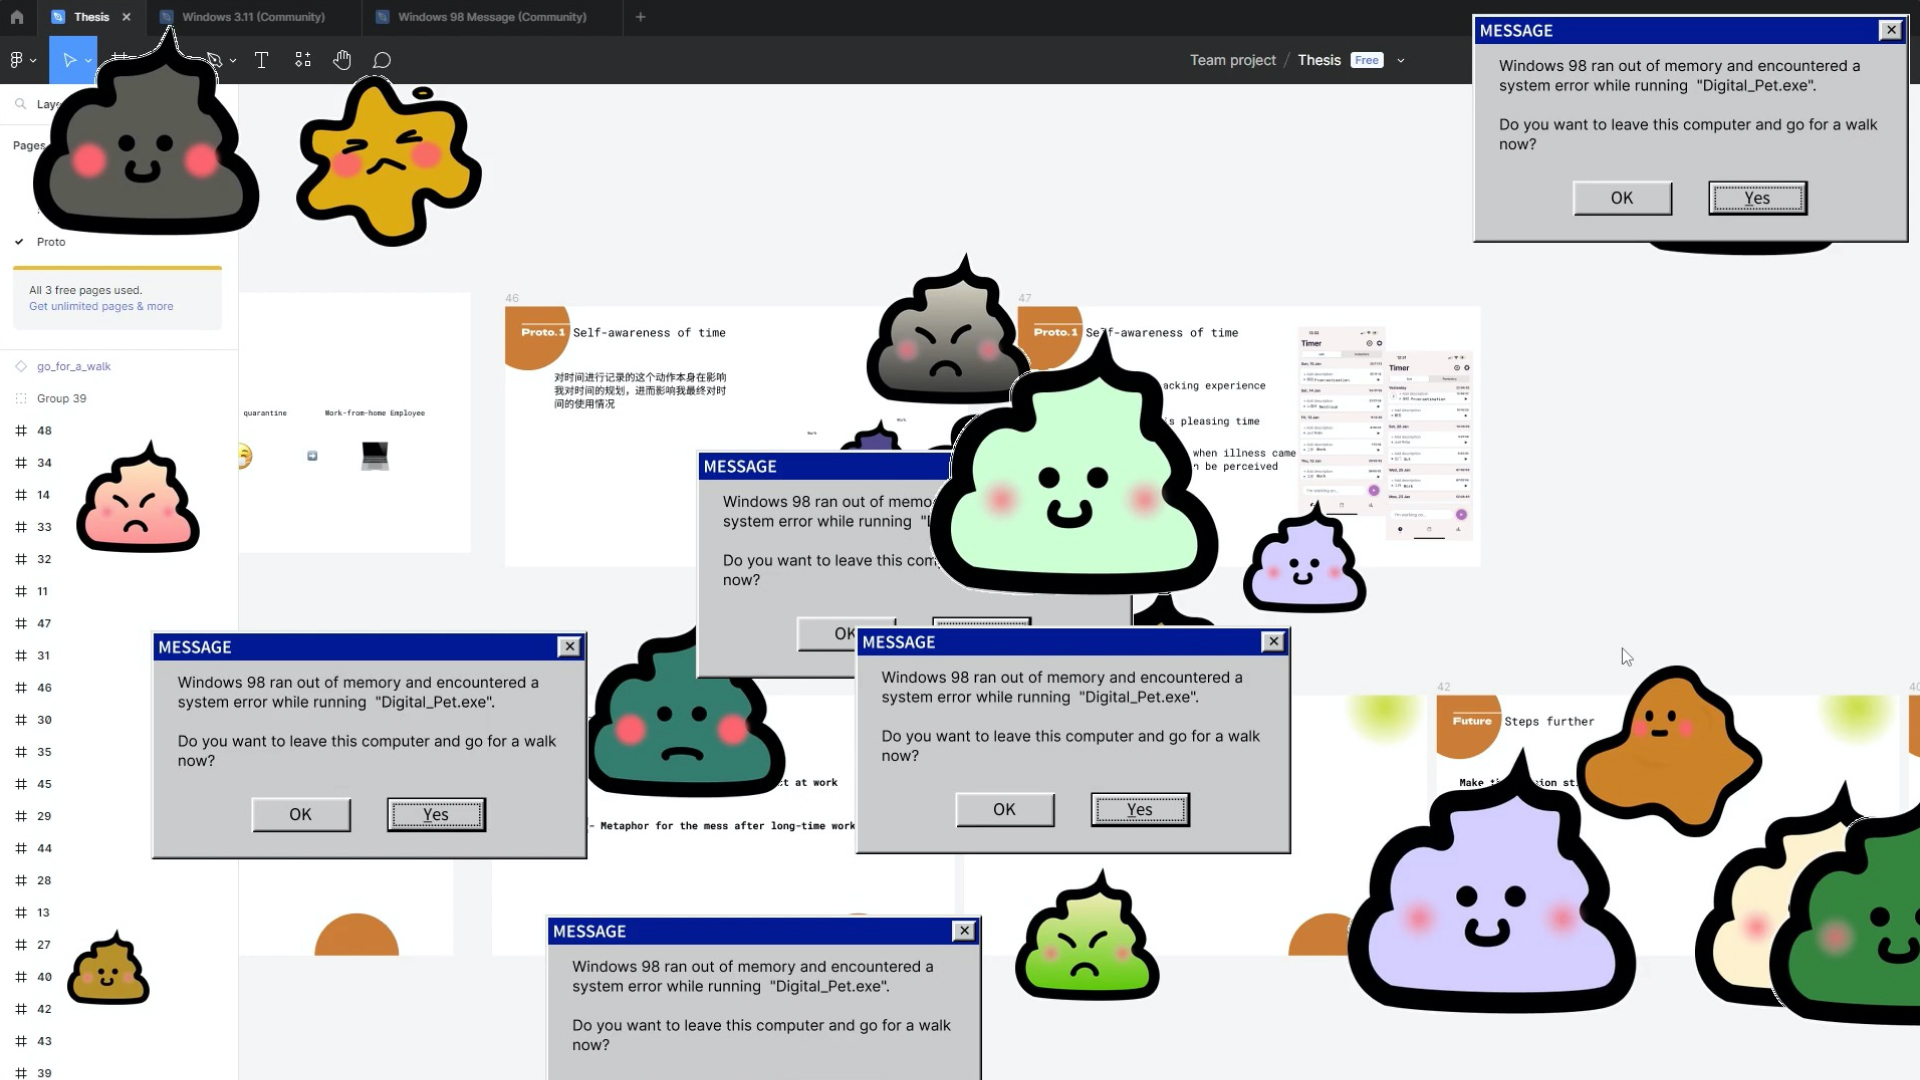 Thesis
Windows 3.11 (Community)
Windows 98 Message (Community)
Team project / Thesis Free
Laye
Pages
Proto
All 3 free pages used.
Get unlimited pages & more
go_for_a_walk
Group 39
48
34
14
33
32
11
47
31
46
30
35
45
29
44
28
13
27
40
42
43
39
MESSAGE
Windows 98 ran out of memory and encountered a
system error while running "Digital_Pet.exe".
Do you want to leave this computer and go for a walk
now?
OK
Yes
quarantine
Work-from-home Employee
46
Proto.1 Self-awareness of time
对时间进行记录的这个动作本身在影响
我对时间的规划，进而影响我最终对时
间的使用情况
47
Proto.1 Self-awareness of time
acking experience
is pleasing time
when illness came
n be perceived
Timer
Timer
MESSAGE
Windows 98 ran out of memo
system error while running
Do you want to leave this com
now?
OK
MESSAGE
Windows 98 ran out of memory and encountered a
system error while running "Digital_Pet.exe".
Do you want to leave this computer and go for a walk
now?
OK
Yes
MESSAGE
Windows 98 ran out of memory and encountered a
system error while running "Digital_Pet.exe".
Do you want to leave this computer and go for a walk
now?
OK
Yes
t at work
- Metaphor for the mess after long-time work
42
Future Steps further
Make
MESSAGE
Windows 98 ran out of memory and encountered a
system error while running "Digital_Pet.exe".
Do you want to leave this computer and go for a walk
now?